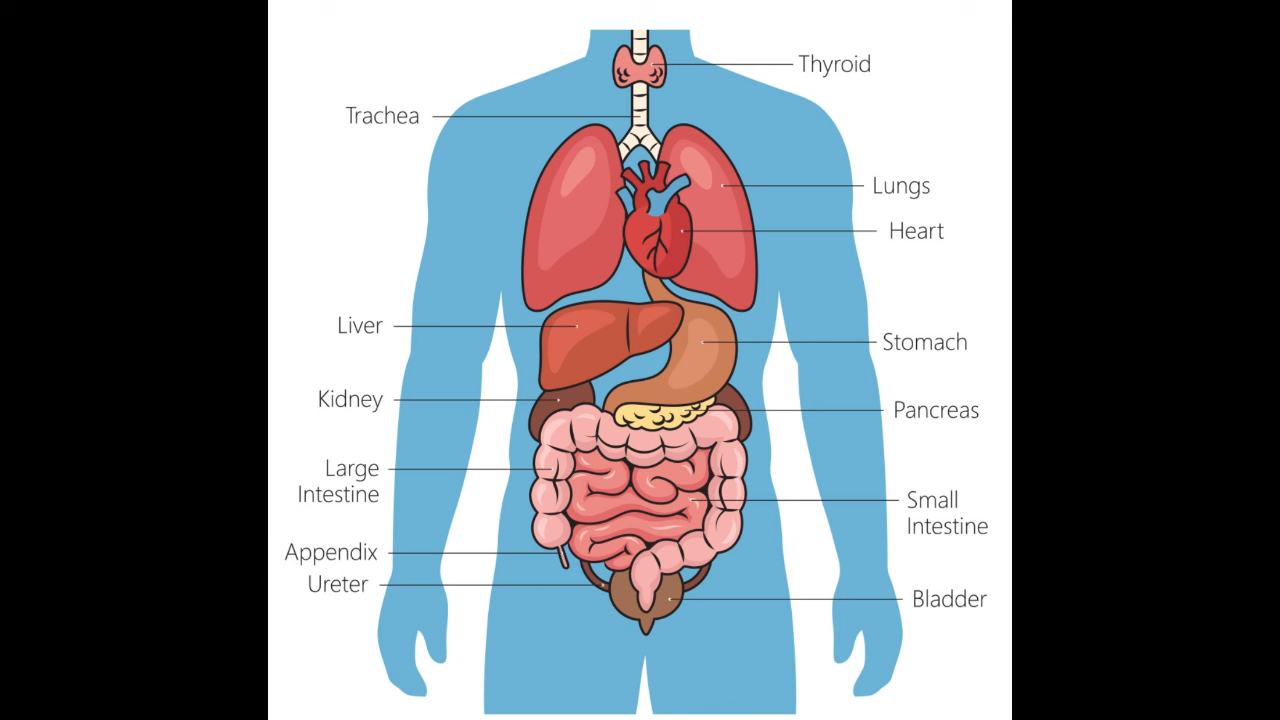 Thyroid
Trachea
Lungs
Heart
Liver
Stomach
Kidney
Pancreas
Large
Intestine
Small
Intestine
Appendix
Ureter
Bladder